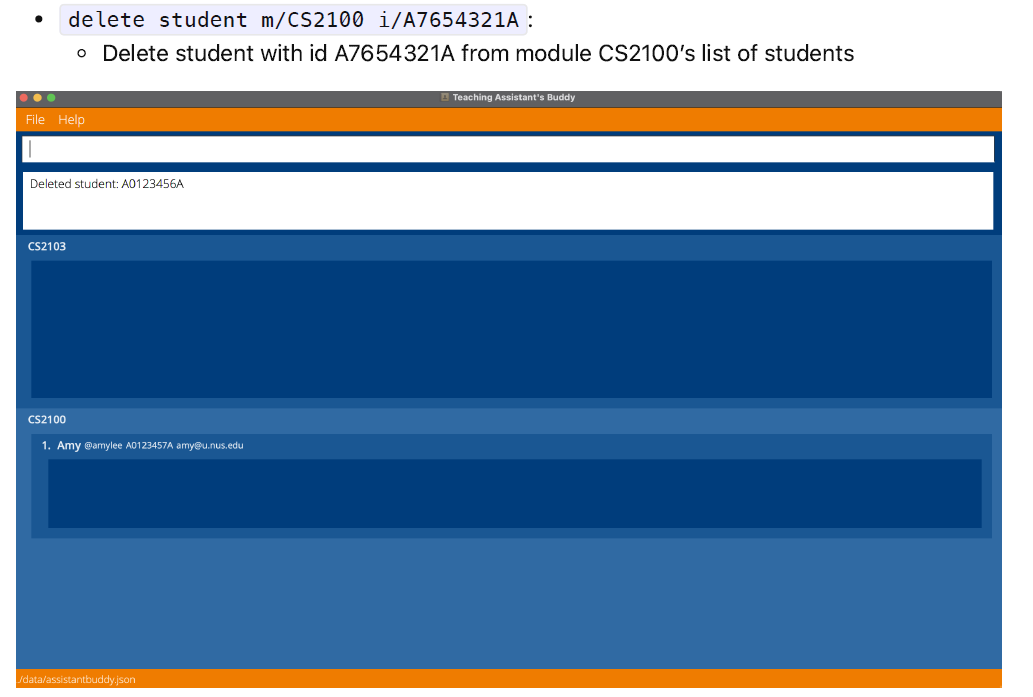 delete student m/CS2100 i/A7654321A:
Delete student with id A7654321A from module CS2100's list of students
Teaching Assistant's Buddy
File Help
Deleted student: A0123456A
CS2103
CS2100
1. Amy @amylee A0123457A amy@u.nus.edu
./data/assistantbuddy.json